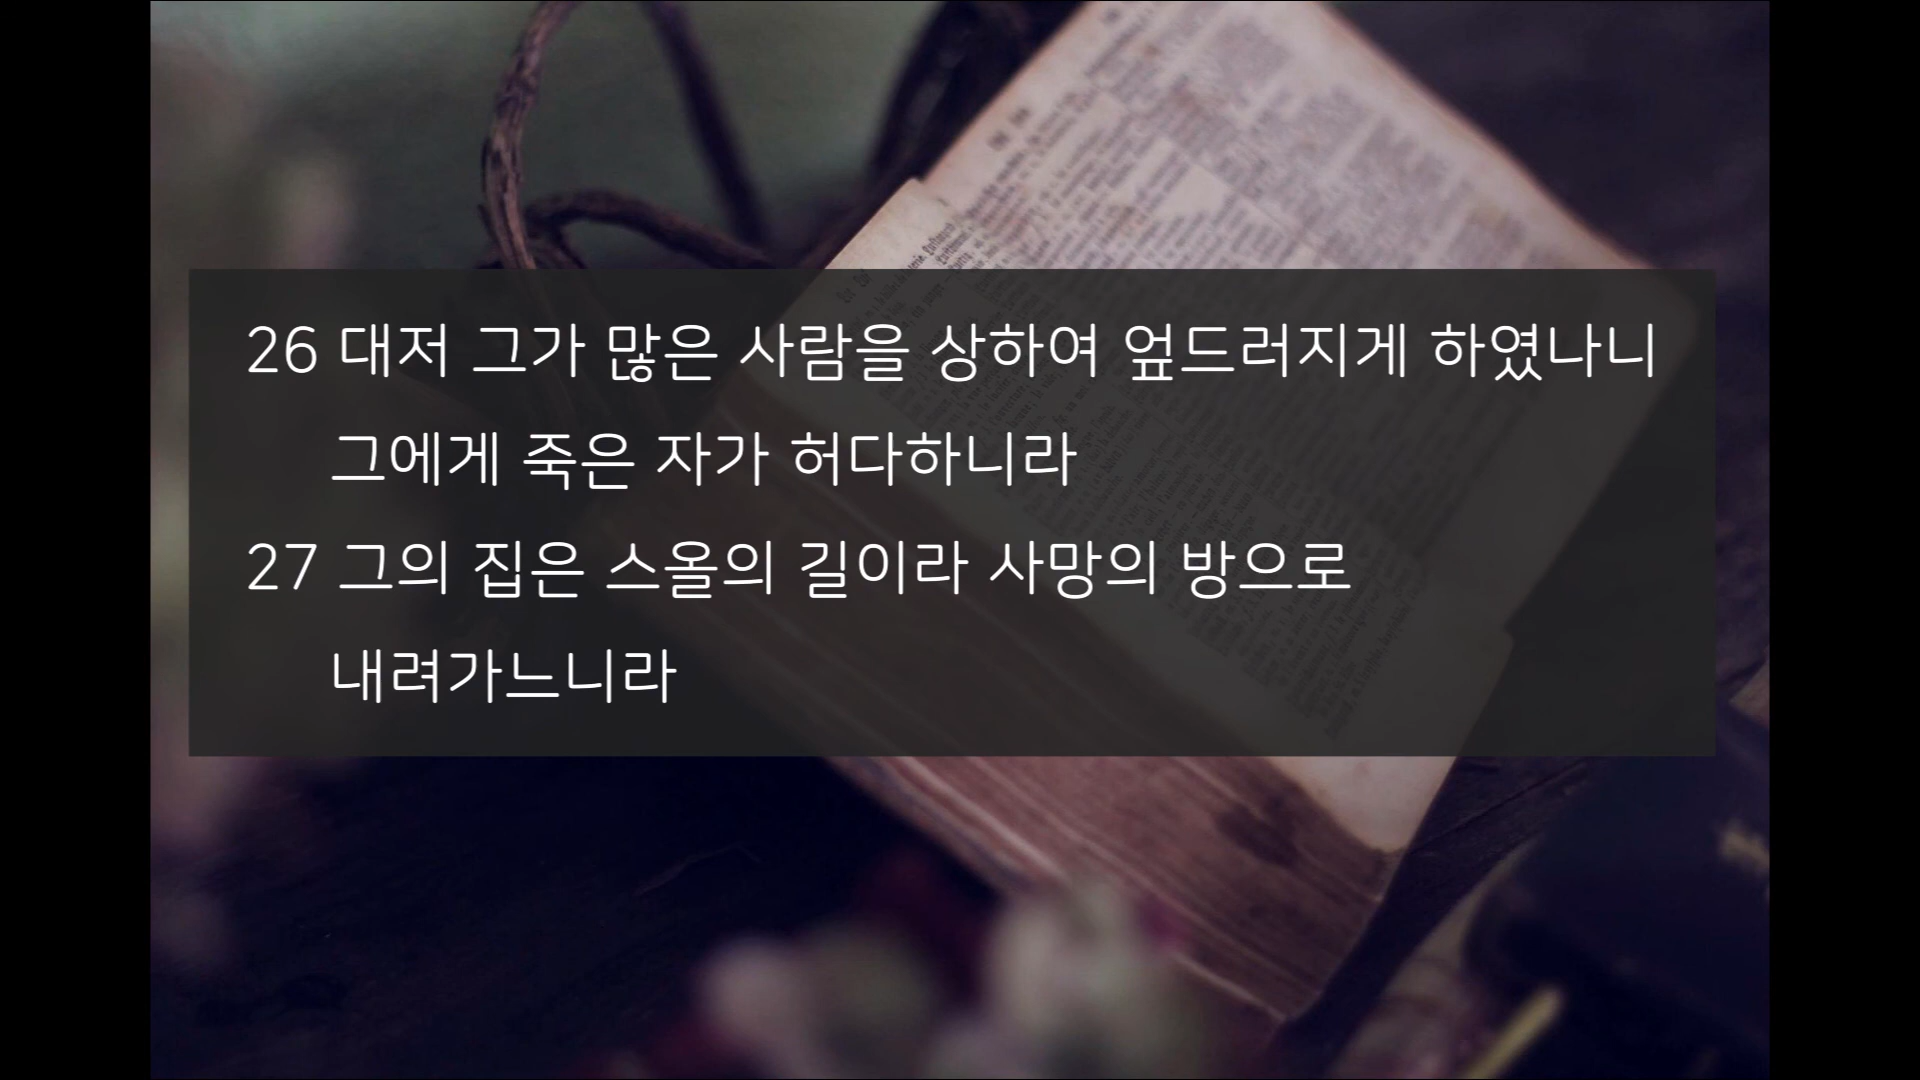 26 대저 그가 많은 사람을 상하여 엎드러지게 하였나니
그에게 죽은 자가 허다하니라
27 그의 집은 스올의 길이라 사망의 방으로
내려가느니라